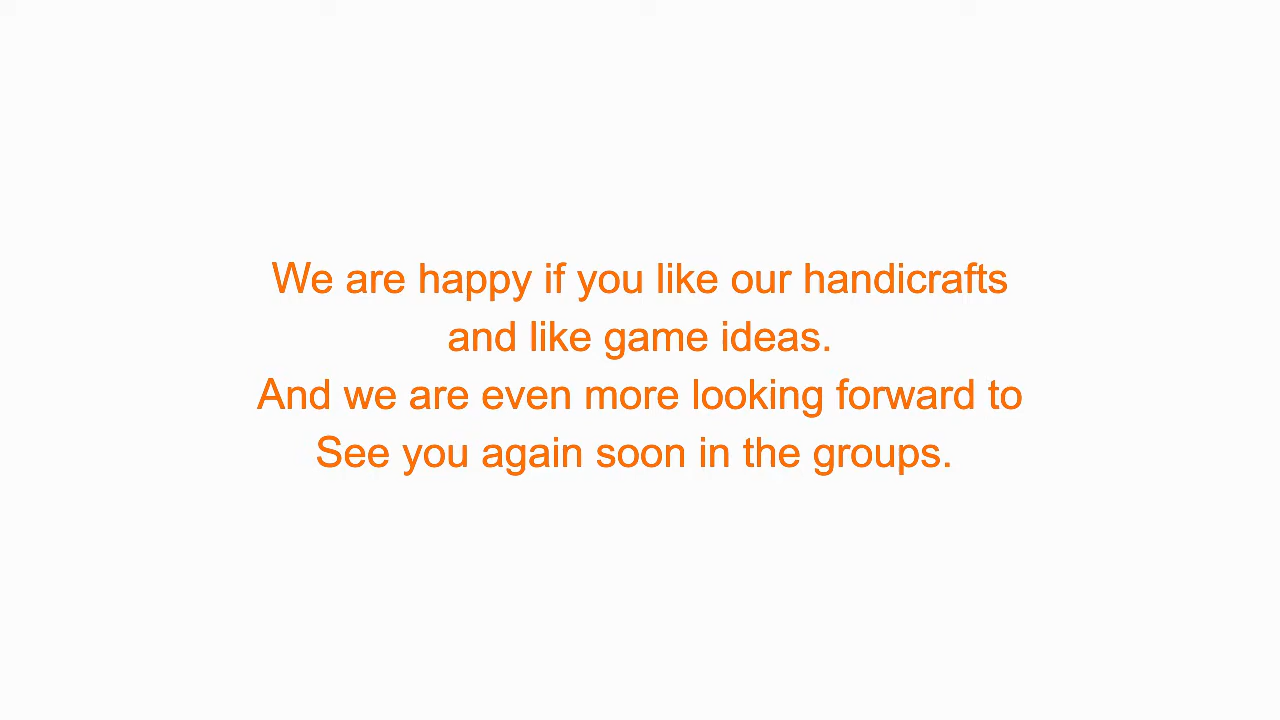 We are happy if you like our handicrafts
and like game ideas.
And we are even more looking forward to
See you again soon in the groups.